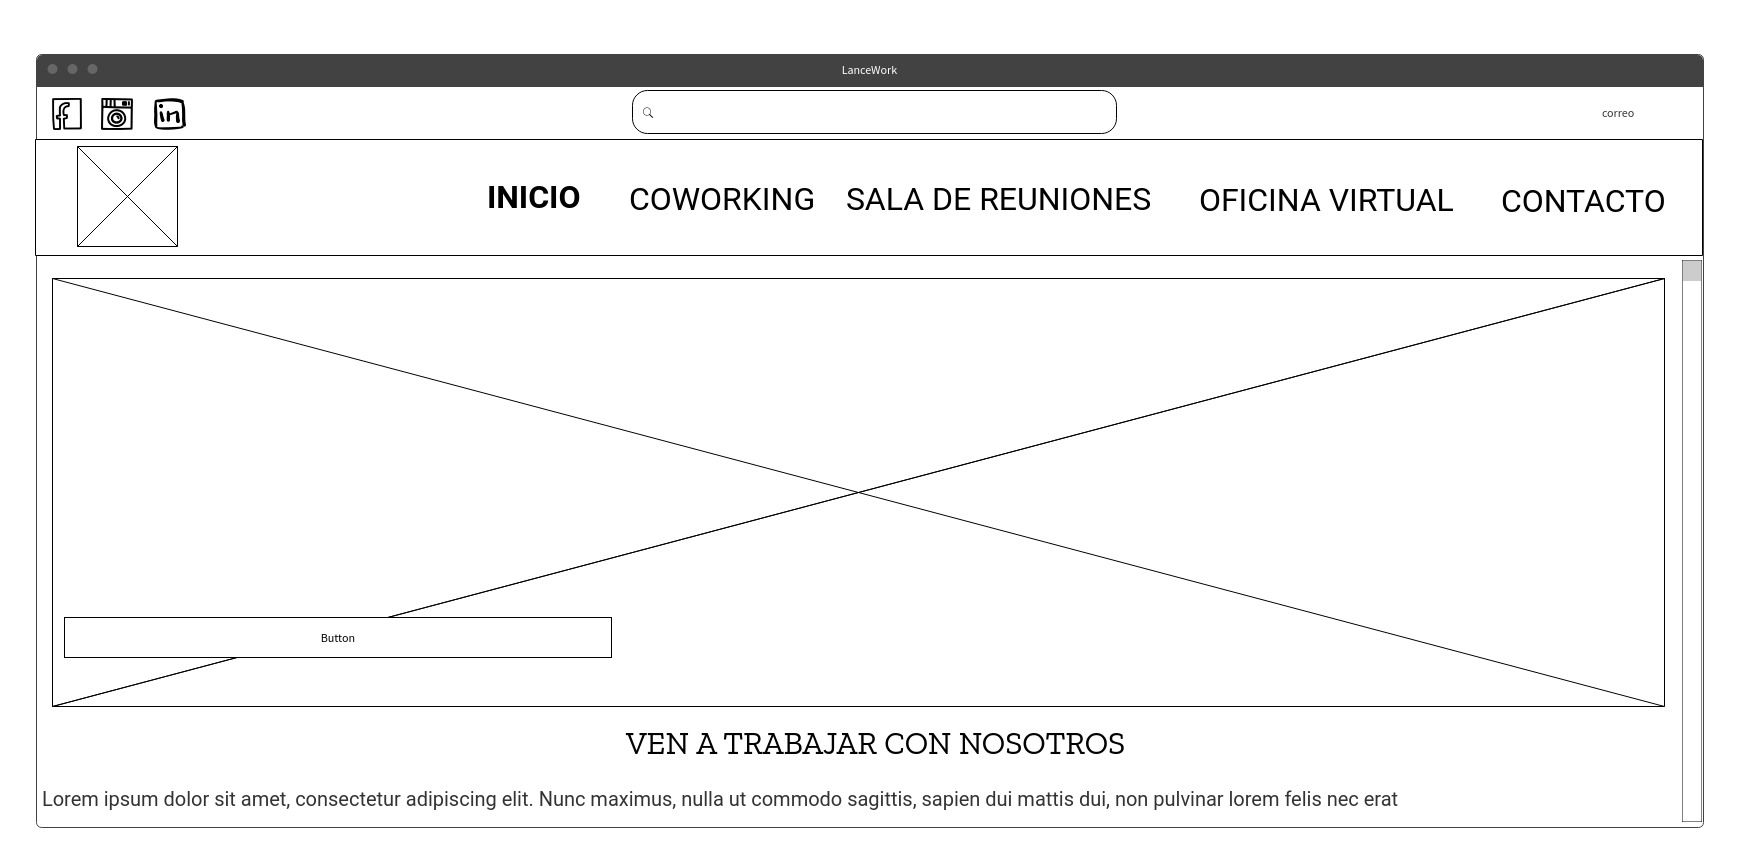 LanceWork
f in correo
INICIO COWORKING SALA DE REUNIONES OFICINA VIRTUAL CONTACTO
Button
VEN A TRABAJAR CON NOSOTROS
Lorem ipsum dolor sit amet, consectetur adipiscing elit. Nunc maximus, nulla ut commodo sagittis, sapien dui mattis dui, non pulvinar lorem felis nec erat